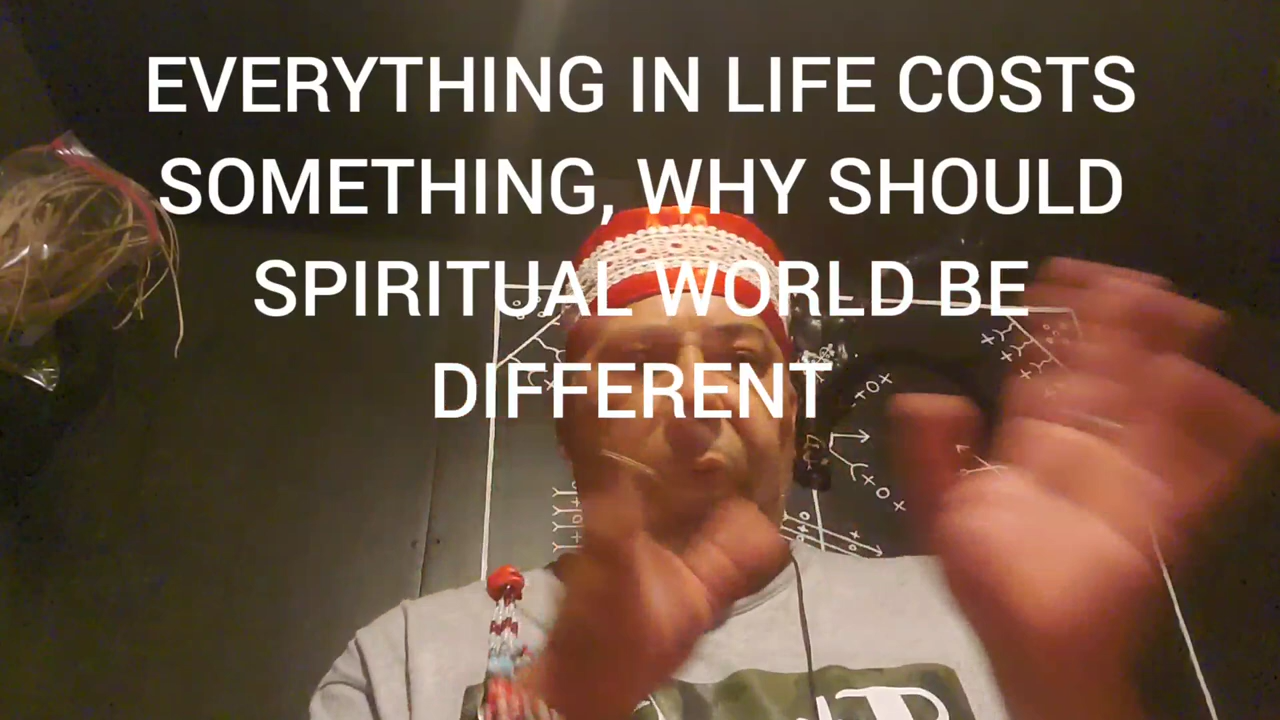 EVERYTHING IN LIFE COSTS
SOMETHING, WHY SHOULD
SPIRITUAL WORLD BE
DIFFERENT